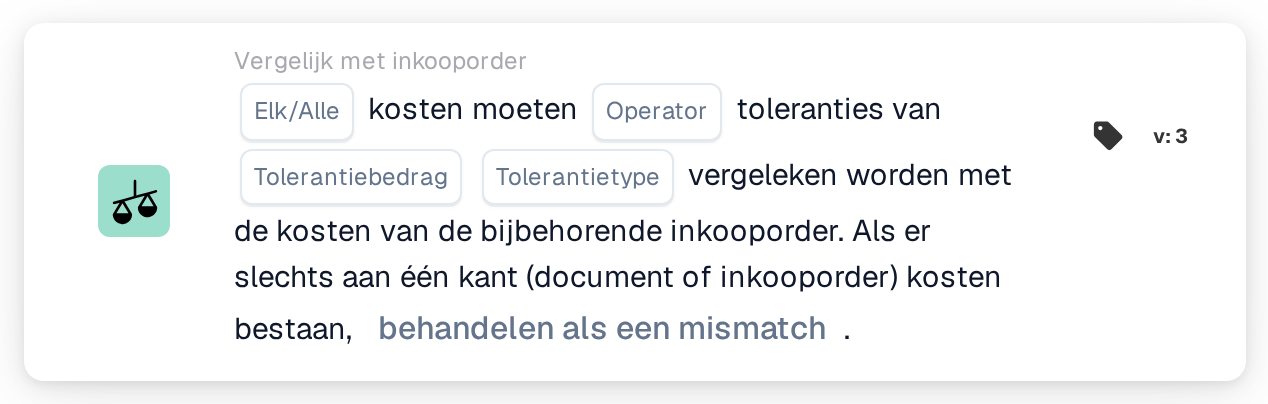 Vergelijk met inkooporder
Elk/Alle kosten moeten Operator toleranties van
Tolerantiebedrag Tolerantietype vergeleken worden met
de kosten van de bijbehorende inkooporder. Als er
slechts aan één kant (document of inkooporder) kosten
bestaan, behandelen als een mismatch .
v: 3